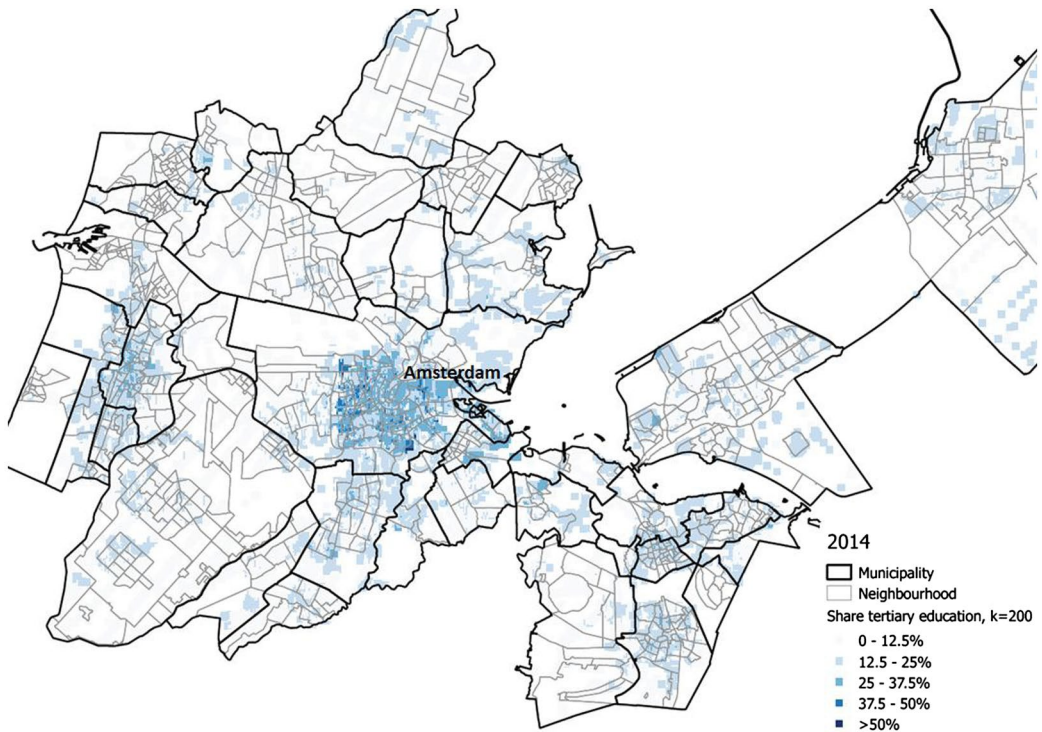 Amsterdam
2014
Municipality
Neighbourhood
Share tertiary education, k=200
0 - 12.5%
12.5 - 25%
25 - 37.5%
37.5 - 50%
>50%